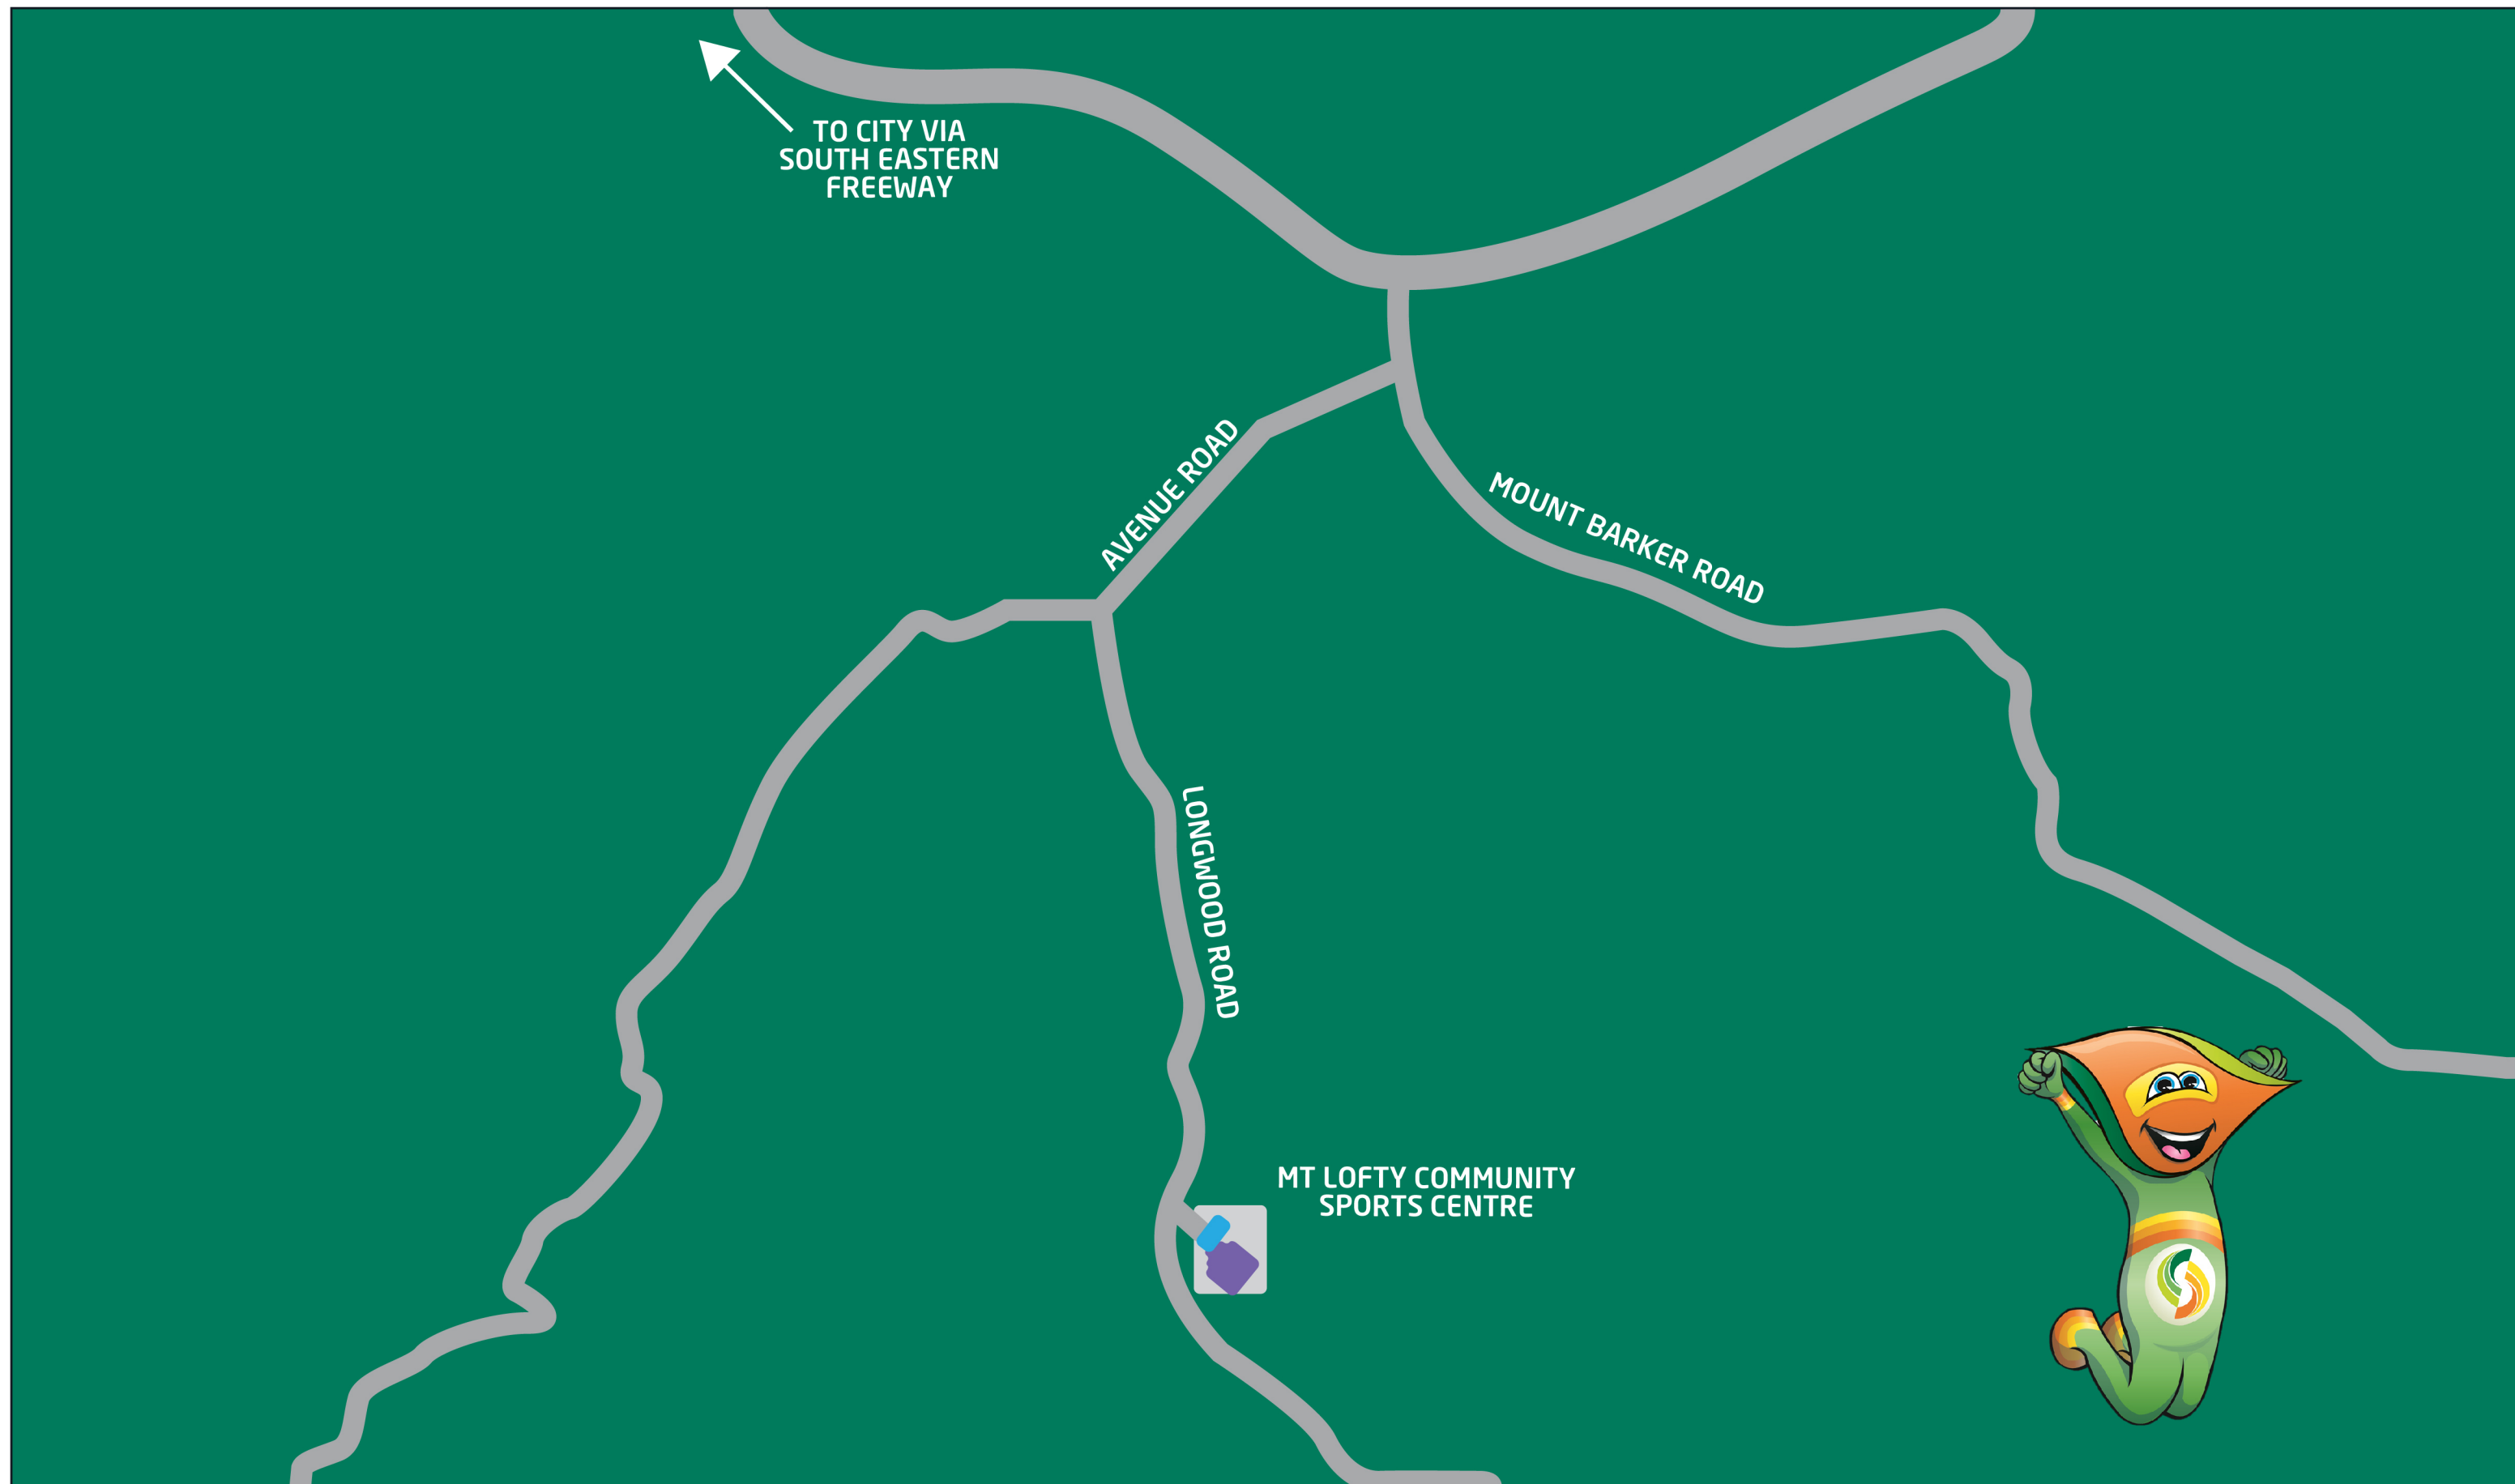 TO CITY VIA
SOUTH EASTERN
FREEWAY
AVENUE ROAD
MOUNT BARKER ROAD
LONGWOOD ROAD
MT LOFTY COMMUNITY
SPORTS CENTRE